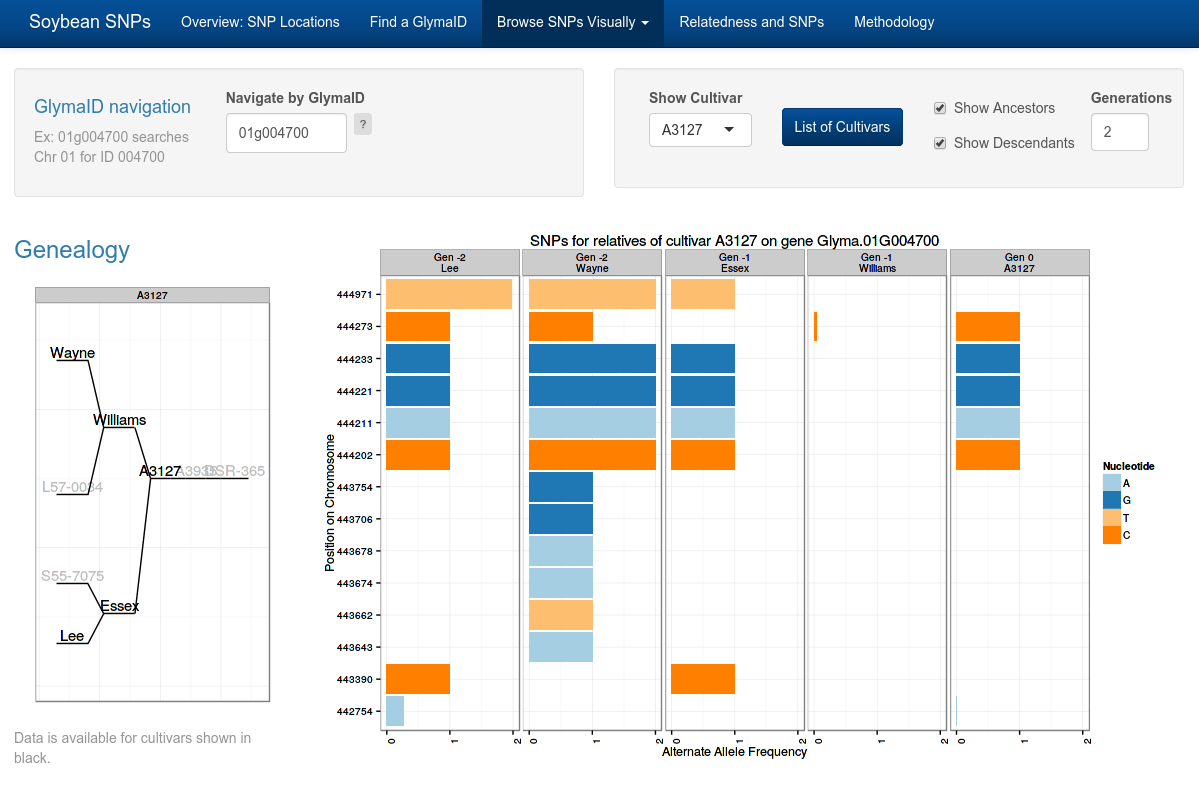 Soybean SNPs Overview: SNP Locations Find a GlymaID Browse SNPs Visually Relatedness and SNPs Methodology
GlymaID navigation
Ex: 01g004700 searches
Chr 01 for ID 004700
Navigate by GlymaID
01g004700
?
Show Cultivar
A3127
List of Cultivars
Show Ancestors
Show Descendants
Generations
2
Genealogy
A3127
Wayne
Williams
A3127
L57-0034
S55-7075
Essex
Lee
Data is available for cultivars shown in
black.
SNPs for relatives of cultivar A3127 on gene Glyma.01G004700
Gen -2 Gen -2 Gen -1 Gen -1 Gen 0
Lee Wayne Essex Williams A3127
Position on Chromosome
444971
444273
444233
444221
444211
444202
443754
443706
443678
443674
443662
443643
443390
442754
0 1 2 0 1 2 0 1 2 0 1 2 0 1 2
Alternate Allele Frequency
Nucleotide
A
G
T
C